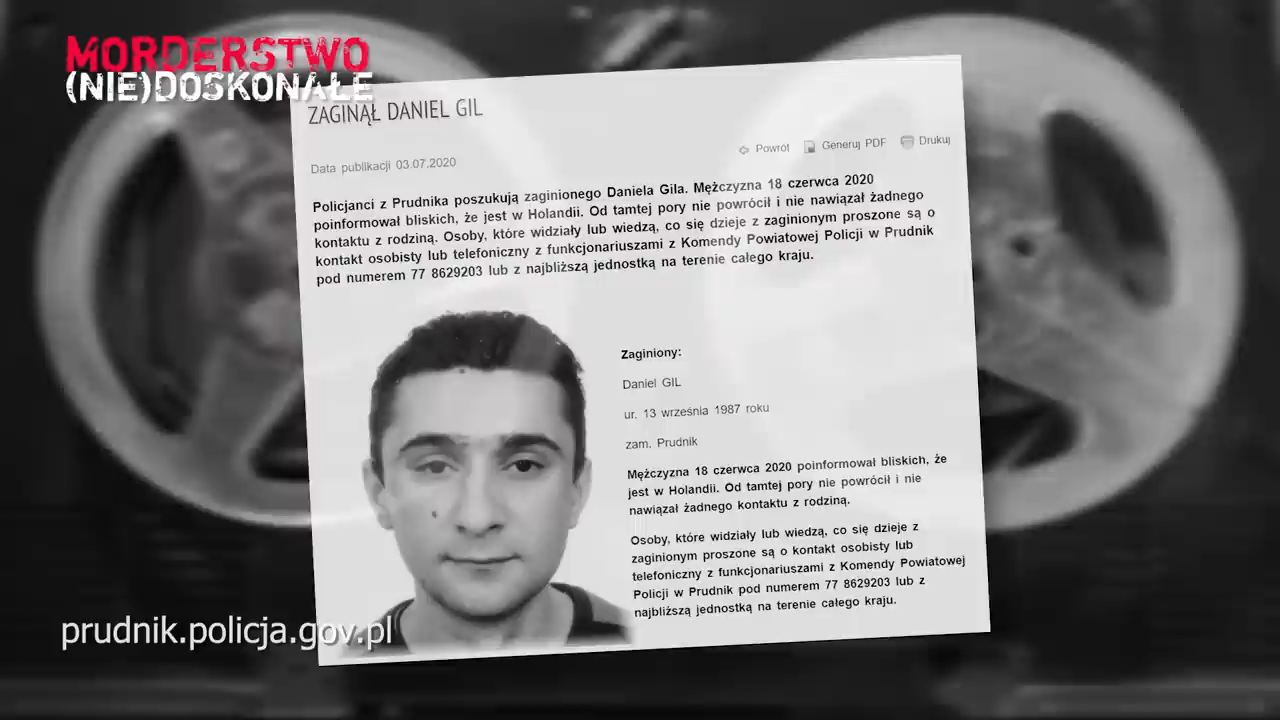 MORDERSTWO
(NIE)DOSKONAŁE
ZAGINĄŁ DANIEL GIL
Powrót Generuj PDF Drukuj
Data publikacji 03.07.2020
Policjanci z Prudnika poszukują zaginionego Daniela Gila. Mężczyzna 18 czerwca 2020
poinformował bliskich, że jest w Holandii. Od tamtej pory nie powrócił i nie nawiązał żadnego
kontaktu z rodziną. Osoby, które widziały lub wiedzą, co się dzieje z zaginionym proszone są o
kontakt osobisty lub telefoniczny z funkcjonariuszami z Komendy Powiatowej Policji w Prudnik
pod numerem 77 8629203 lub z najbliższą jednostką na terenie całego kraju.
Zaginiony:
Daniel GIL
ur. 13 września 1987 roku
zam. Prudnik
Mężczyzna 18 czerwca 2020 poinformował bliskich, że
jest w Holandii. Od tamtej pory nie powrócił i nie
nawiązał żadnego kontaktu z rodziną.
Osoby, które widziały lub wiedzą, co się dzieje z
zaginionym proszone są o kontakt osobisty lub
telefoniczny z funkcjonariuszami z Komendy Powiatowej
Policji w Prudnik pod numerem 77 8629203 lub z
najbliższą jednostką na terenie całego kraju.
prudnik.policja.gov.pl